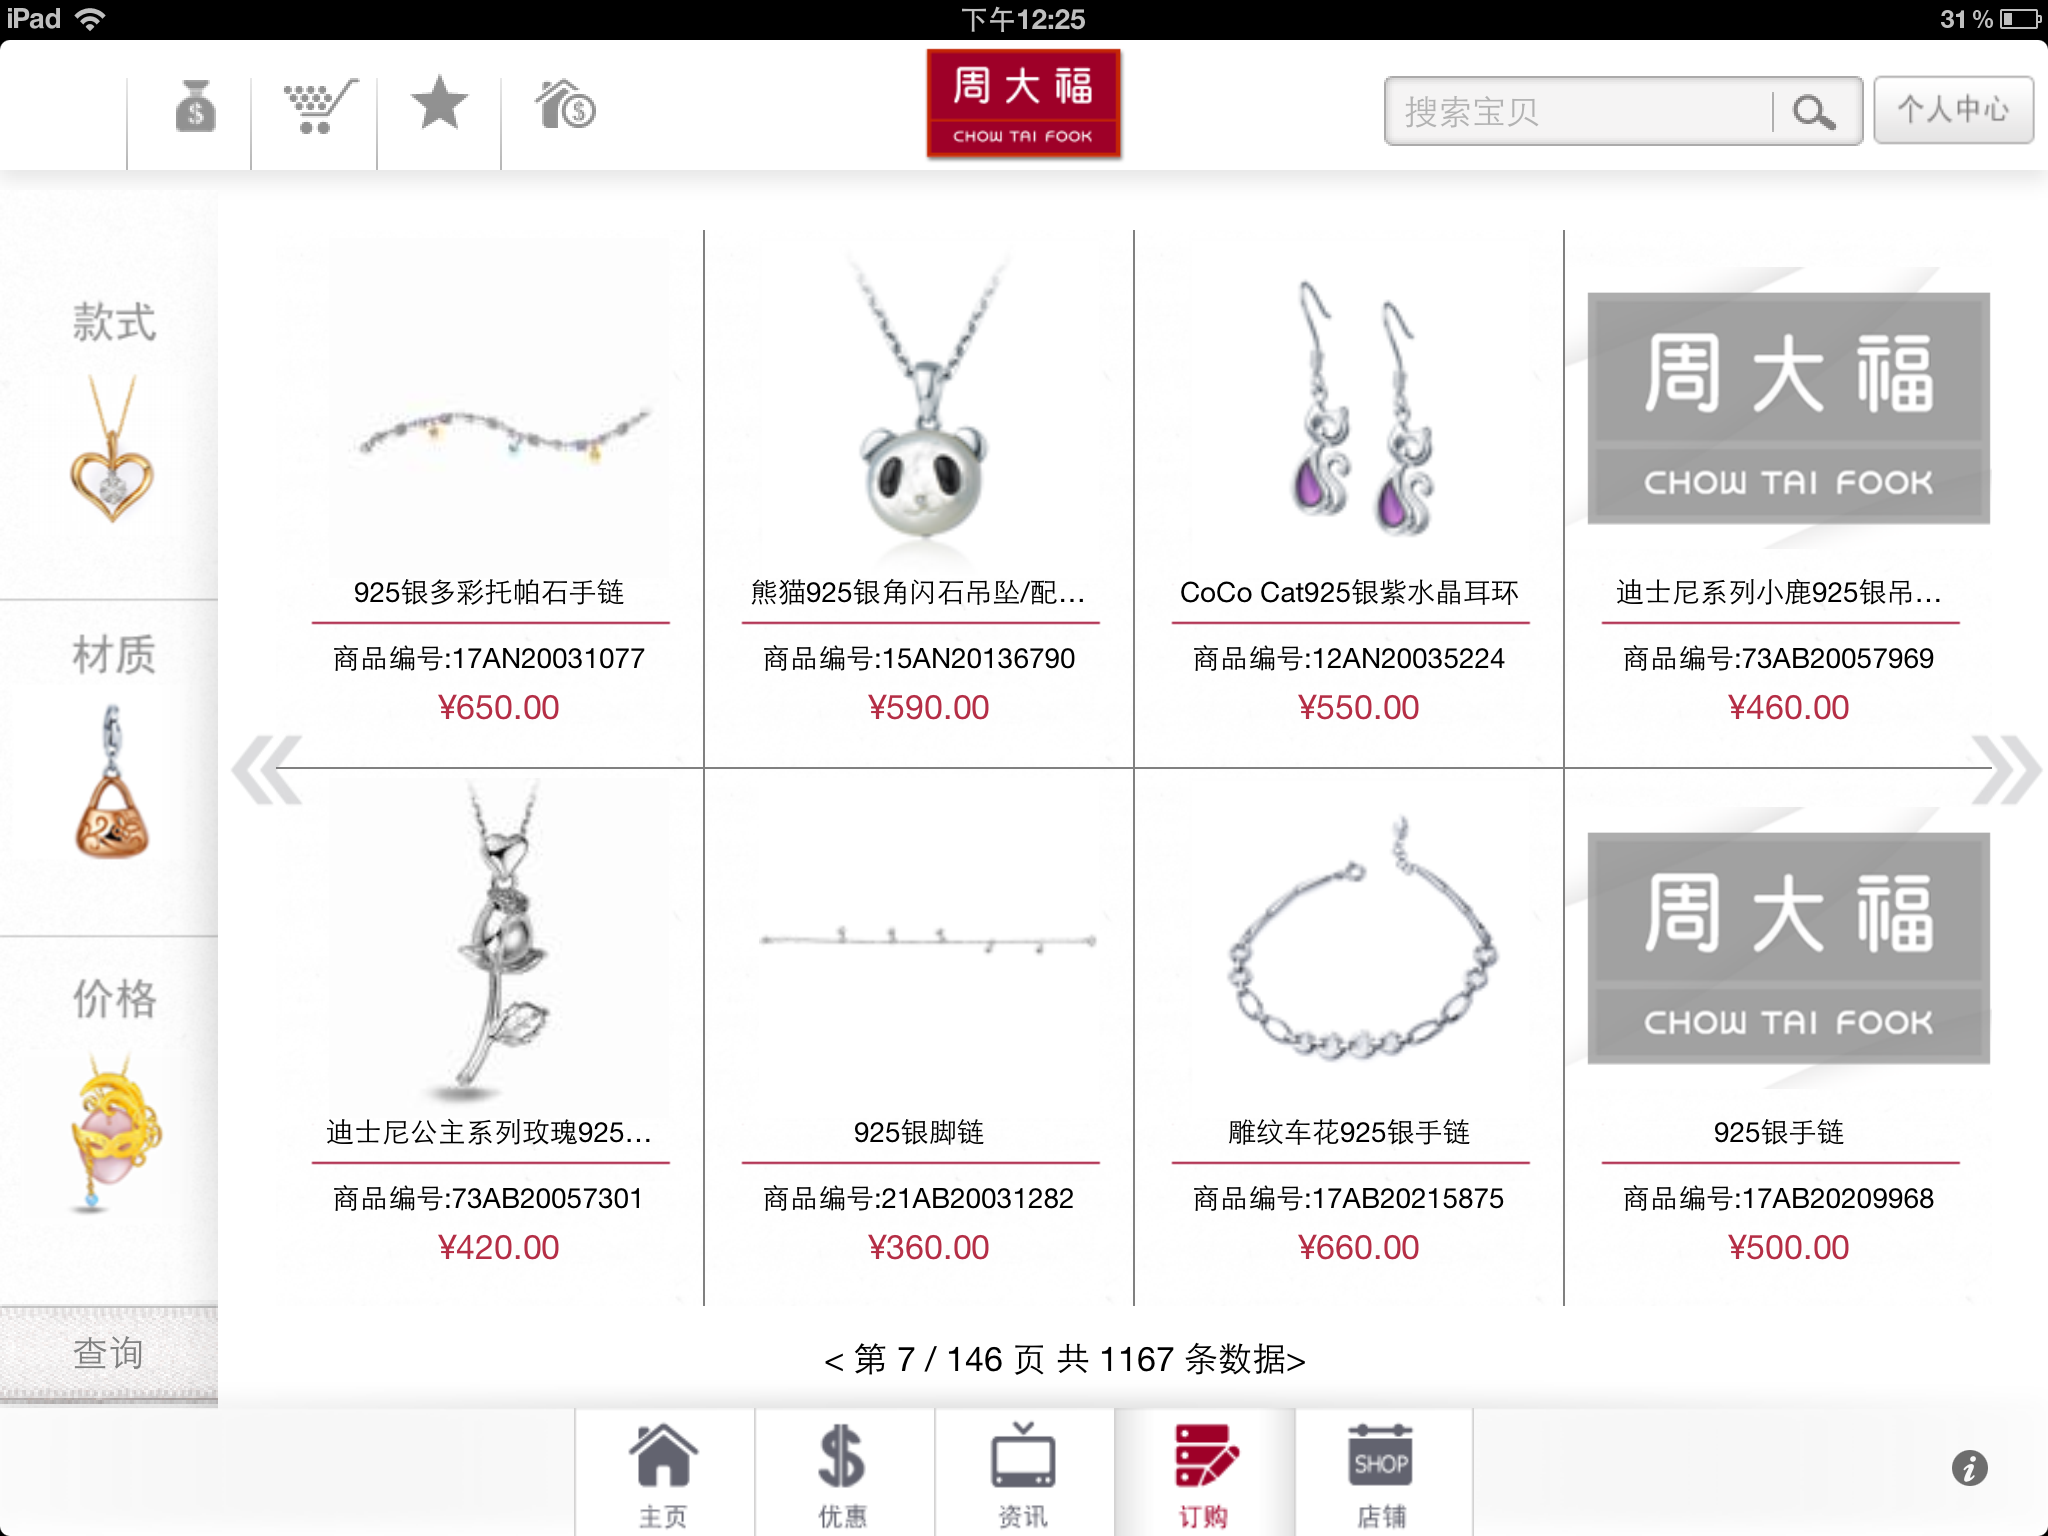 iPad
下午12:25
31 %
$
$
周大福
CHOW TAI FOOK
搜索宝贝
个人中心
款式
材质
价格
查询
周大福
CHOW TAI FOOK
925银多彩托帕石手链
熊猫925银角闪石吊坠/配...
CoCo Cat925银紫水晶耳环
迪士尼系列小鹿925银吊...
商品编号:17AN20031077
商品编号:15AN20136790
商品编号:12AN20035224
商品编号:73AB20057969
¥650.00
¥590.00
¥550.00
¥460.00
周大福
CHOW TAI FOOK
迪士尼公主系列玫瑰925...
925银脚链
雕纹车花925银手链
925银手链
商品编号:73AB20057301
商品编号:21AB20031282
商品编号:17AB20215875
商品编号:17AB20209968
¥420.00
¥360.00
¥660.00
¥500.00
< 第 7 / 146 页 共 1167 条数据>
SHOP
主页
优惠
资讯
订购
店铺